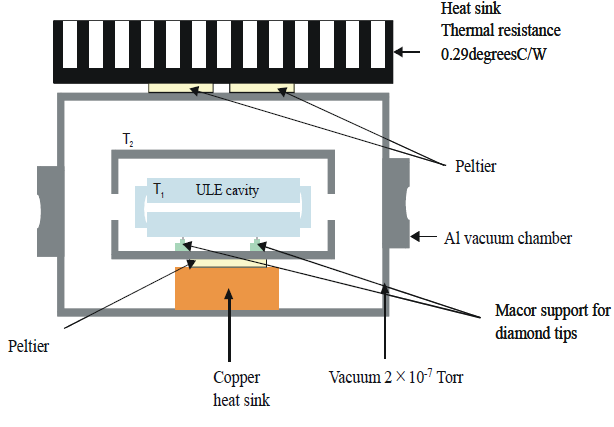 Heat sink
Thermal resistance
0.29degreesC/W
T2
Peltier
T1 ULE cavity
Al vacuum chamber
Macor support for
diamond tips
Peltier
Copper
heat sink
Vacuum 2×10-7 Torr